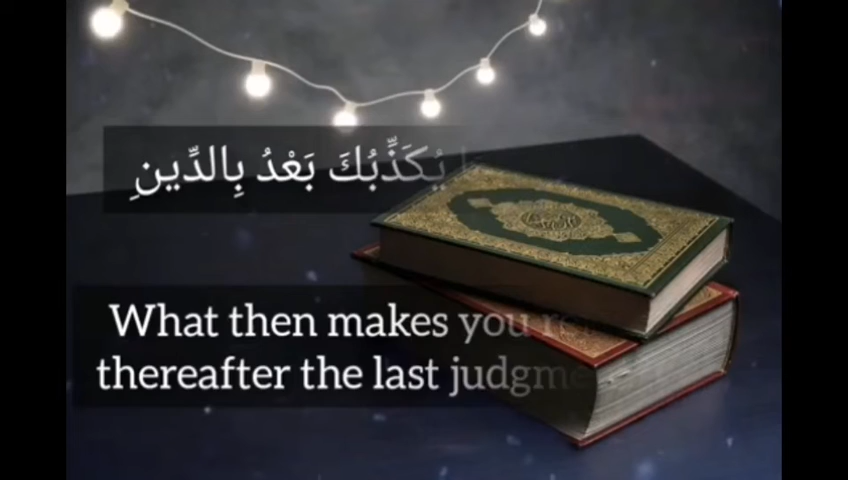 يُكَذِّبُكَ بَعْدُ بِالدِّينِ
What then makes you
thereafter the last